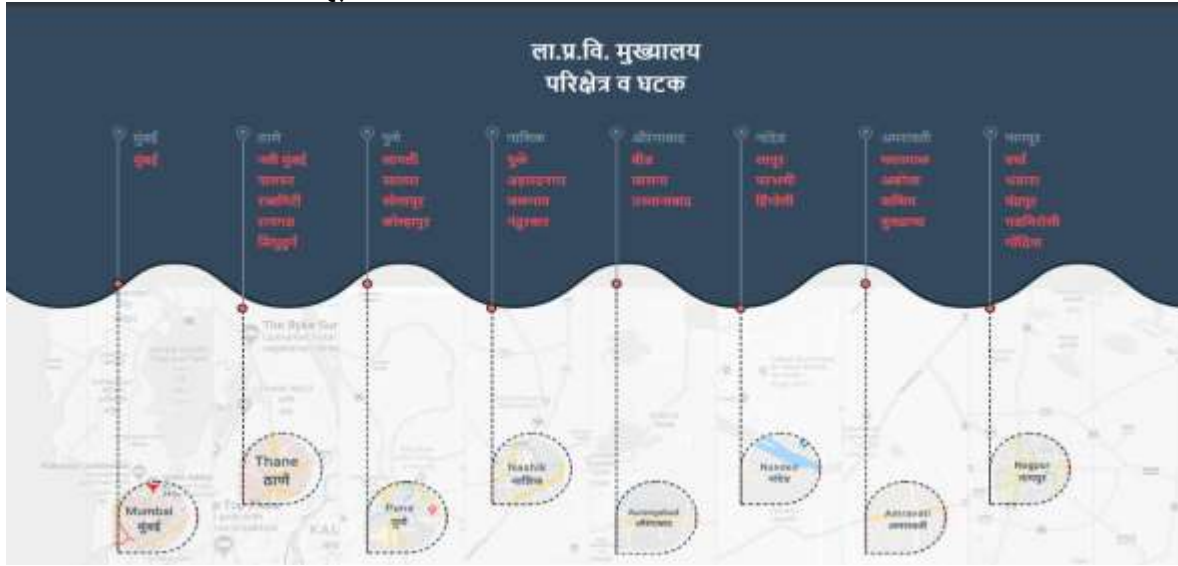 ला.प्र.वि. मुख्यालय
परिक्षेत्र व घटक
मुंबई
मुंबई
ठाणे
नवी मुंबई
पालघर
रत्नागिरी
रायगड
सिंधुदुर्ग
पुणे
सांगली
सातारा
सोलापूर
कोल्हापूर
नाशिक
धुळे
अहमदनगर
जळगाव
नंदुरबार
औरंगाबाद
बीड
जालना
उस्मानाबाद
नांदेड
लातूर
परभणी
हिंगोली
अमरावती
यवतमाळ
अकोला
वाशिम
बुलढाणा
नागपूर
वर्धा
भंडारा
चंद्रपूर
गडचिरोली
गोंदिया
Mumbai
मुंबई
Thane
ठाणे
Pune
पुणे
Nashik
नाशिक
Aurangabad
औरंगाबाद
Nanded
नांदेड
Amravati
अमरावती
Nagpur
नागपूर
KAL